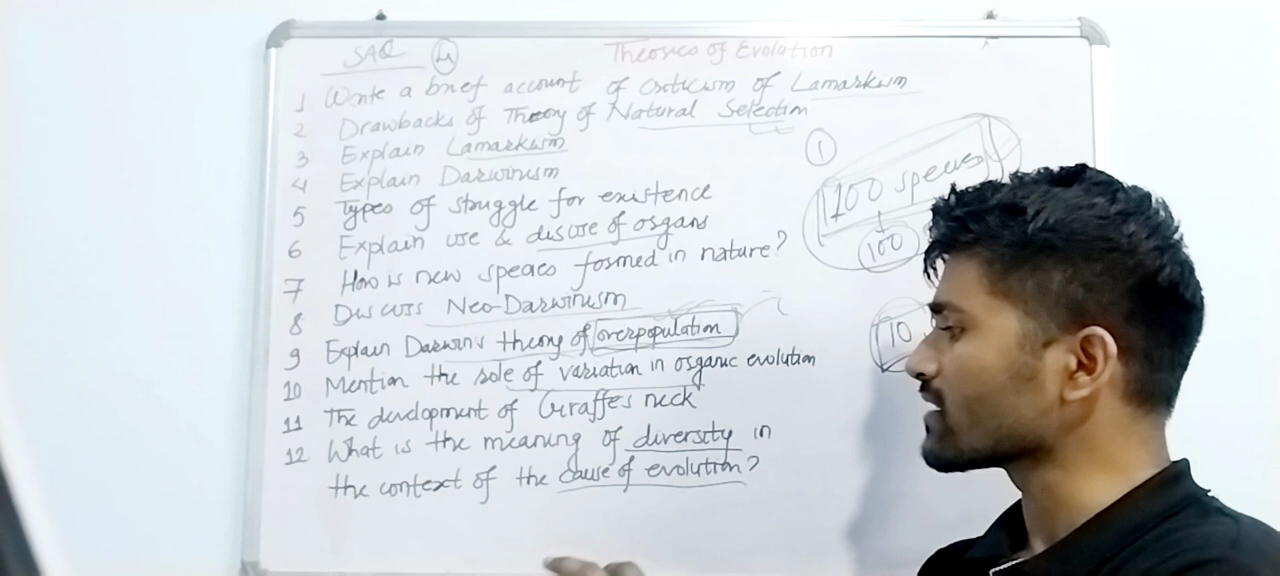 SAQ 4
Theories of Evolution
1 Write a brief account of criticism of Lamarkism
2 Drawbacks of Theory of Natural Selection
3 Explain Lamarkism
4 Explain Darwinism
5 Types of struggle for existence
6 Explain use & disuse of organs
7 How is new species formed in nature?
8 Discuss Neo-Darwinism
9 Explain Darwins theory of overpopulation
10 Mention the role of variation in organic evolution
11 The development of Giraffes neck
12 What is the meaning of diversity in
the context of the cause of evolution?
1
100 species
100
10